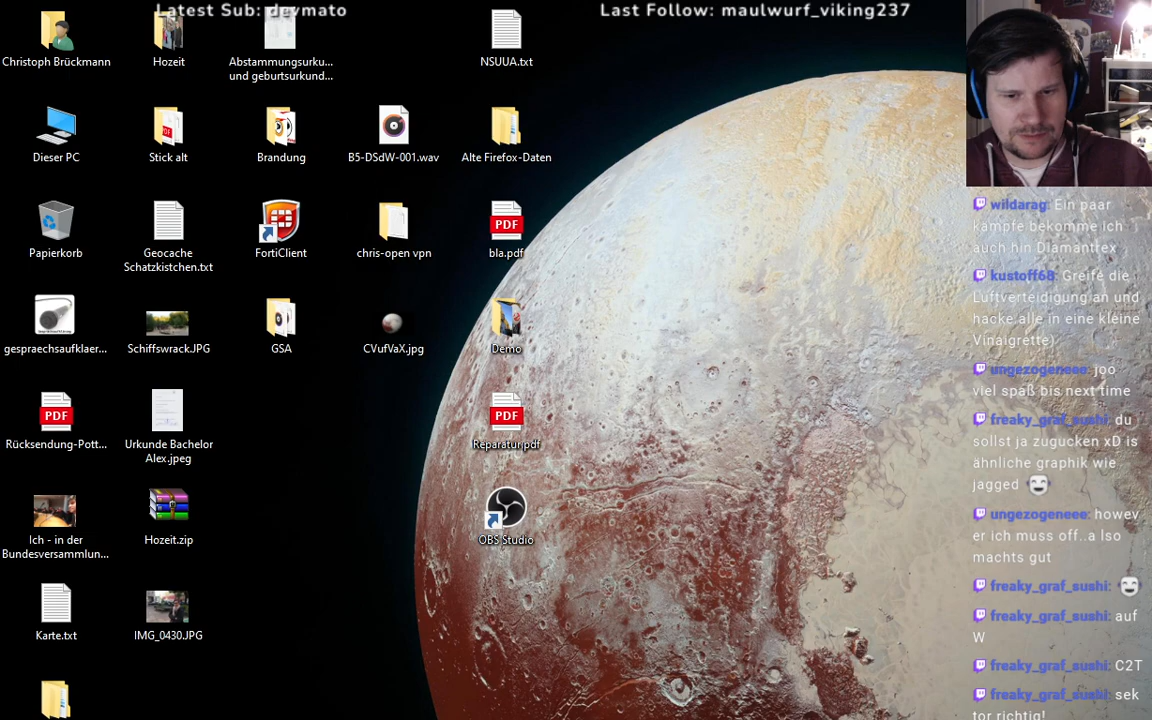 Latest Sub: devmato
Last Follow: maulwurf_viking237
Christoph Brückmann
Hozeit
Abstammungsurku...
und geburtsurkund...
NSUUA.txt
Dieser PC
Stick alt
Brandung
B5-DSdW-001.wav
Alte Firefox-Daten
Papierkorb
Geocache
Schatzkistchen.txt
FortiClient
chris-open vpn
PDF
bla.pdf
gespraechsaufklaer...
Schiffswrack.JPG
GSA
CVufVaX.jpg
Demo
PDF
Rücksendung-Pott...
Urkunde Bachelor
Alex.jpeg
PDF
Reparatur.pdf
Ich - in der
Bundesversammlun...
Hozeit.zip
OBS Studio
Karte.txt
IMG_0430.JPG
wildarag: Ein paar
kämpfe bekomme ich
auch hin Diamantrex
kustoff68: Greife die
Luftverteidigung an und
hacke alle in eine kleine
Vinaigrette)
ungezogeneee: joo
viel spaß bis next time
freaky_graf_sushi: du
sollst ja zugucken xD is
ähnliche graphik wie
jagged
ungezogeneee: howev
er ich muss off..a lso
machts gut
freaky_graf_sushi:
freaky_graf_sushi: auf
W
freaky_graf_sushi: C2T
freaky_graf_sushi: sek
tor richtig!